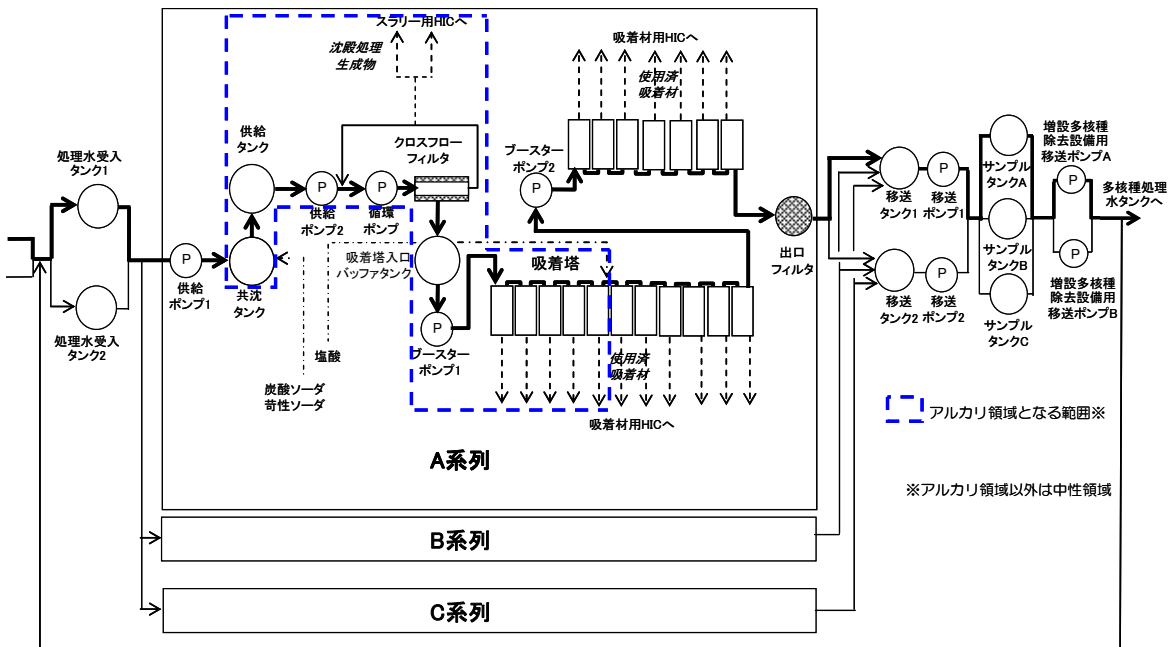 スラリー用HICへ
沈殿処理
生成物
吸着材用HICへ
使用済
吸着材
供給
タンク
クロスフロー
フィルタ
ブースター
ポンプ2
処理水受入
タンク1
P
P
P
供給
ポンプ2
循環
ポンプ
サンプル
タンクA
増設多核種
除去設備用
移送ポンプA
P
P
移送
タンク1
移送
ポンプ1
多核種処理
水タンクへ
P
供給
ポンプ1
共沈
タンク
吸着塔入口
バッファタンク
吸着塔
出口
フィルタ
サンプル
タンクB
P
P
移送
タンク2
移送
ポンプ2
増設多核種
除去設備用
移送ポンプB
サンプル
タンクC
処理水受入
タンク2
P
ブースター
ポンプ1
塩酸
使用済
吸着材
炭酸ソーダ
苛性ソーダ
吸着材用HICへ
アルカリ領域となる範囲※
A系列
※アルカリ領域以外は中性領域
B系列
C系列